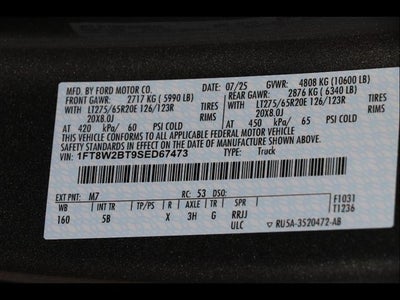 MFD. BY FORD MOTOR CO. 07/25 GVWR: 4808 KG (10600 LB)
FRONT GAWR: 2717 KG ( 5990 LB) REAR GAWR: 2876 KG ( 6340 LB)
LT275/65R20E 126/123R TIRES LT275/65R20E 126/123R TIRES
20X8.0J RIMS 20X8.0J RIMS
AT 420 kPa/ 60 PSI COLD AT 450 kPa/ 65 PSI COLD
THIS VEHICLE CONFORMS TO ALL APPLICABLE FEDERAL MOTOR VEHICLE
SAFETY STANDARDS IN EFFECT ON THE DATE OF MANUFACTURE SHOWN ABOVE.
VIN: 1FT8W2BT9SED67473 TYPE: Truck
EXT PNT: M7 RC: 53 DSO: F1031
WB INT TR TP/PS R AXLE TR SPR T1236
160 5B X 3H G RRJJ
ULC RU5A-3520472-AB